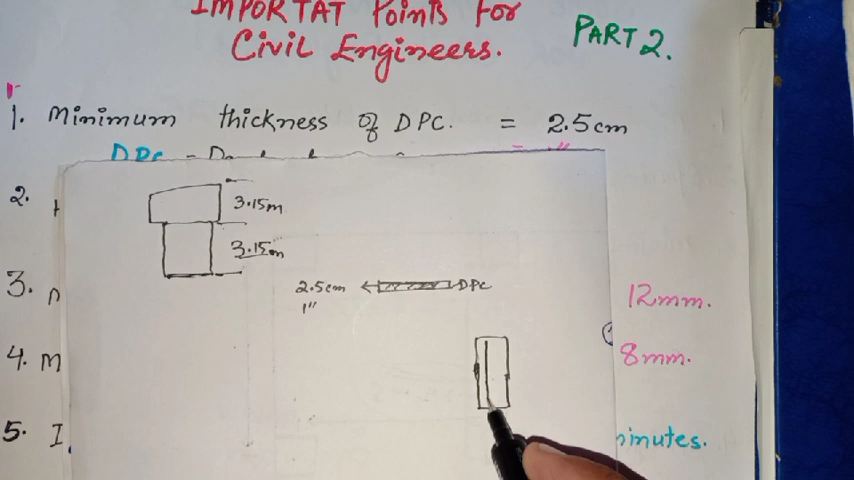 IMPORTAT Points For
Civil Engineers.
PART 2.
1. Minimum thickness of DPC. = 2.5cm
DPC -
2.
3.15m
3.15m
3.
2.5cm
DPC
1"
12mm.
4. M
8mm.
5. I
minutes.